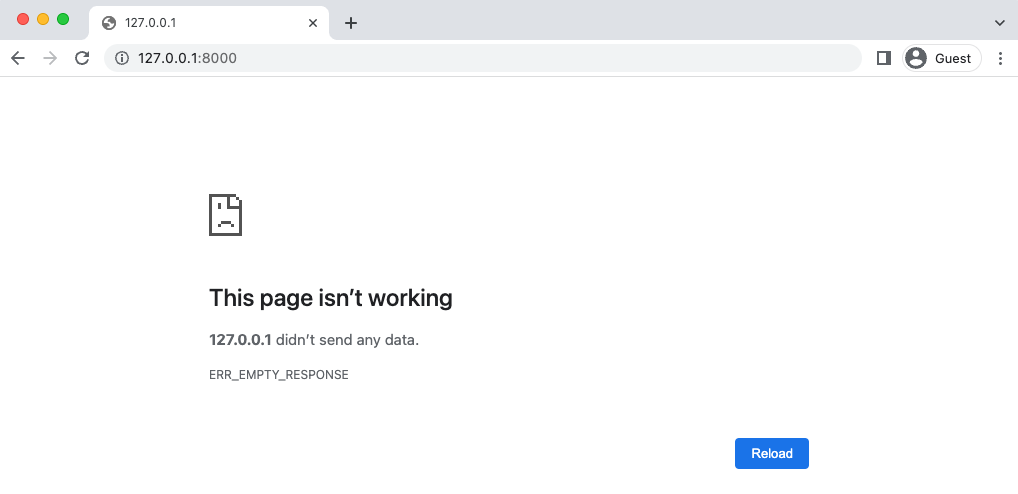 127.0.0.1
127.0.0.1:8000
Guest
This page isn’t working
127.0.0.1 didn’t send any data.
ERR_EMPTY_RESPONSE
Reload